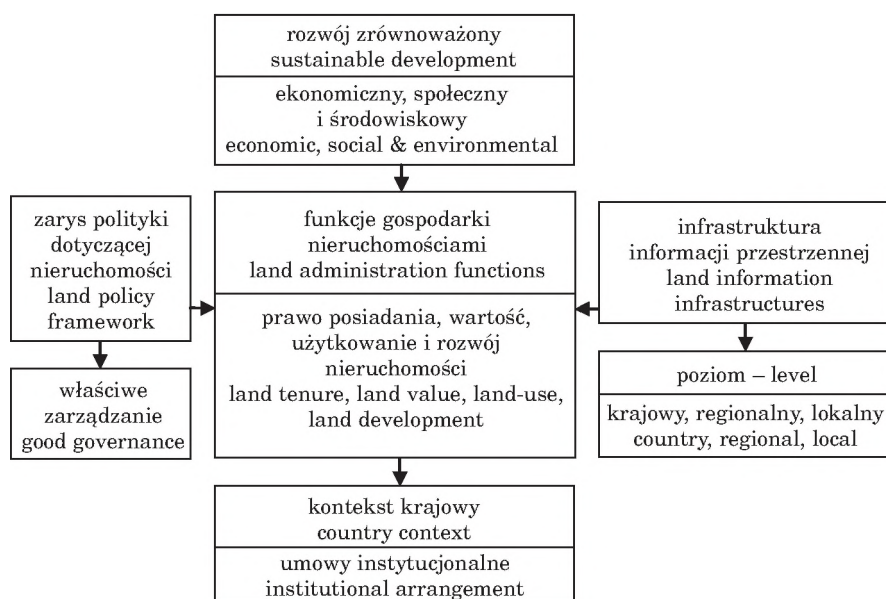 rozwój zrównoważony
sustainable development
ekonomiczny, społeczny
i środowiskowy
economic, social & environmental
zarys polityki
dotyczącej
nieruchomości
land policy
framework
właściwe
zarządzanie
good governance
funkcje gospodarki
nieruchomościami
land administration functions
prawo posiadania, wartość,
użytkowanie i rozwój
nieruchomości
land tenure, land value, land-use,
land development
infrastruktura
informacji przestrzennej
land information
infrastructures
poziom – level
krajowy, regionalny, lokalny
country, regional, local
kontekst krajowy
country context
umowy instytucjonalne
institutional arrangement